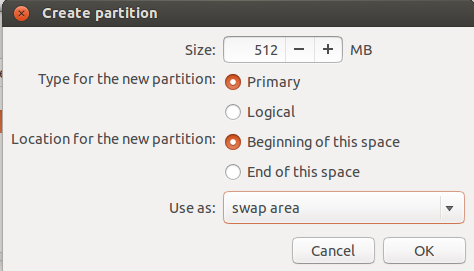 Create partition
Size: 512 MB
Type for the new partition: Primary
Logical
Location for the new partition: Beginning of this space
End of this space
Use as: swap area
Cancel OK